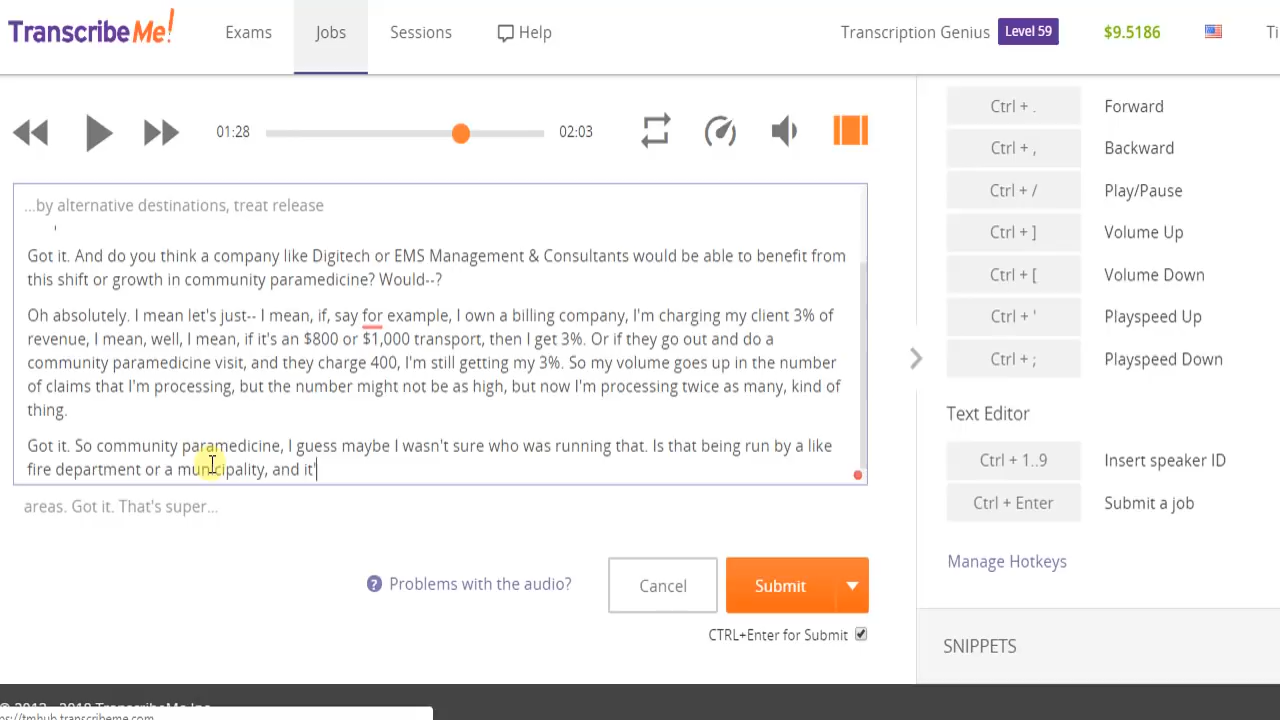 TranscribeMe!
Exams
Jobs
Sessions
Help
Transcription Genius
Level 59
$9.5186
Ti
01:28
02:03
...by alternative destinations, treat release
Got it. And do you think a company like Digitech or EMS Management & Consultants would be able to benefit from
this shift or growth in community paramedicine? Would--?
Oh absolutely. I mean let's just-- I mean, if, say for example, I own a billing company, I'm charging my client 3% of
revenue, I mean, well, I mean, if it's an $800 or $1,000 transport, then I get 3%. Or if they go out and do a
community paramedicine visit, and they charge 400, I'm still getting my 3%. So my volume goes up in the number
of claims that I'm processing, but the number might not be as high, but now I'm processing twice as many, kind of
thing.
Got it. So community paramedicine, I guess maybe I wasn't sure who was running that. Is that being run by a like
fire department or a municipality, and it'
areas. Got it. That's super...
? Problems with the audio?
Cancel
Submit
CTRL+Enter for Submit
Ctrl + . Forward
Ctrl + , Backward
Ctrl + / Play/Pause
Ctrl + ] Volume Up
Ctrl + [ Volume Down
Ctrl + ' Playspeed Up
Ctrl + ; Playspeed Down
Text Editor
Ctrl + 1..9 Insert speaker ID
Ctrl + Enter Submit a job
Manage Hotkeys
SNIPPETS